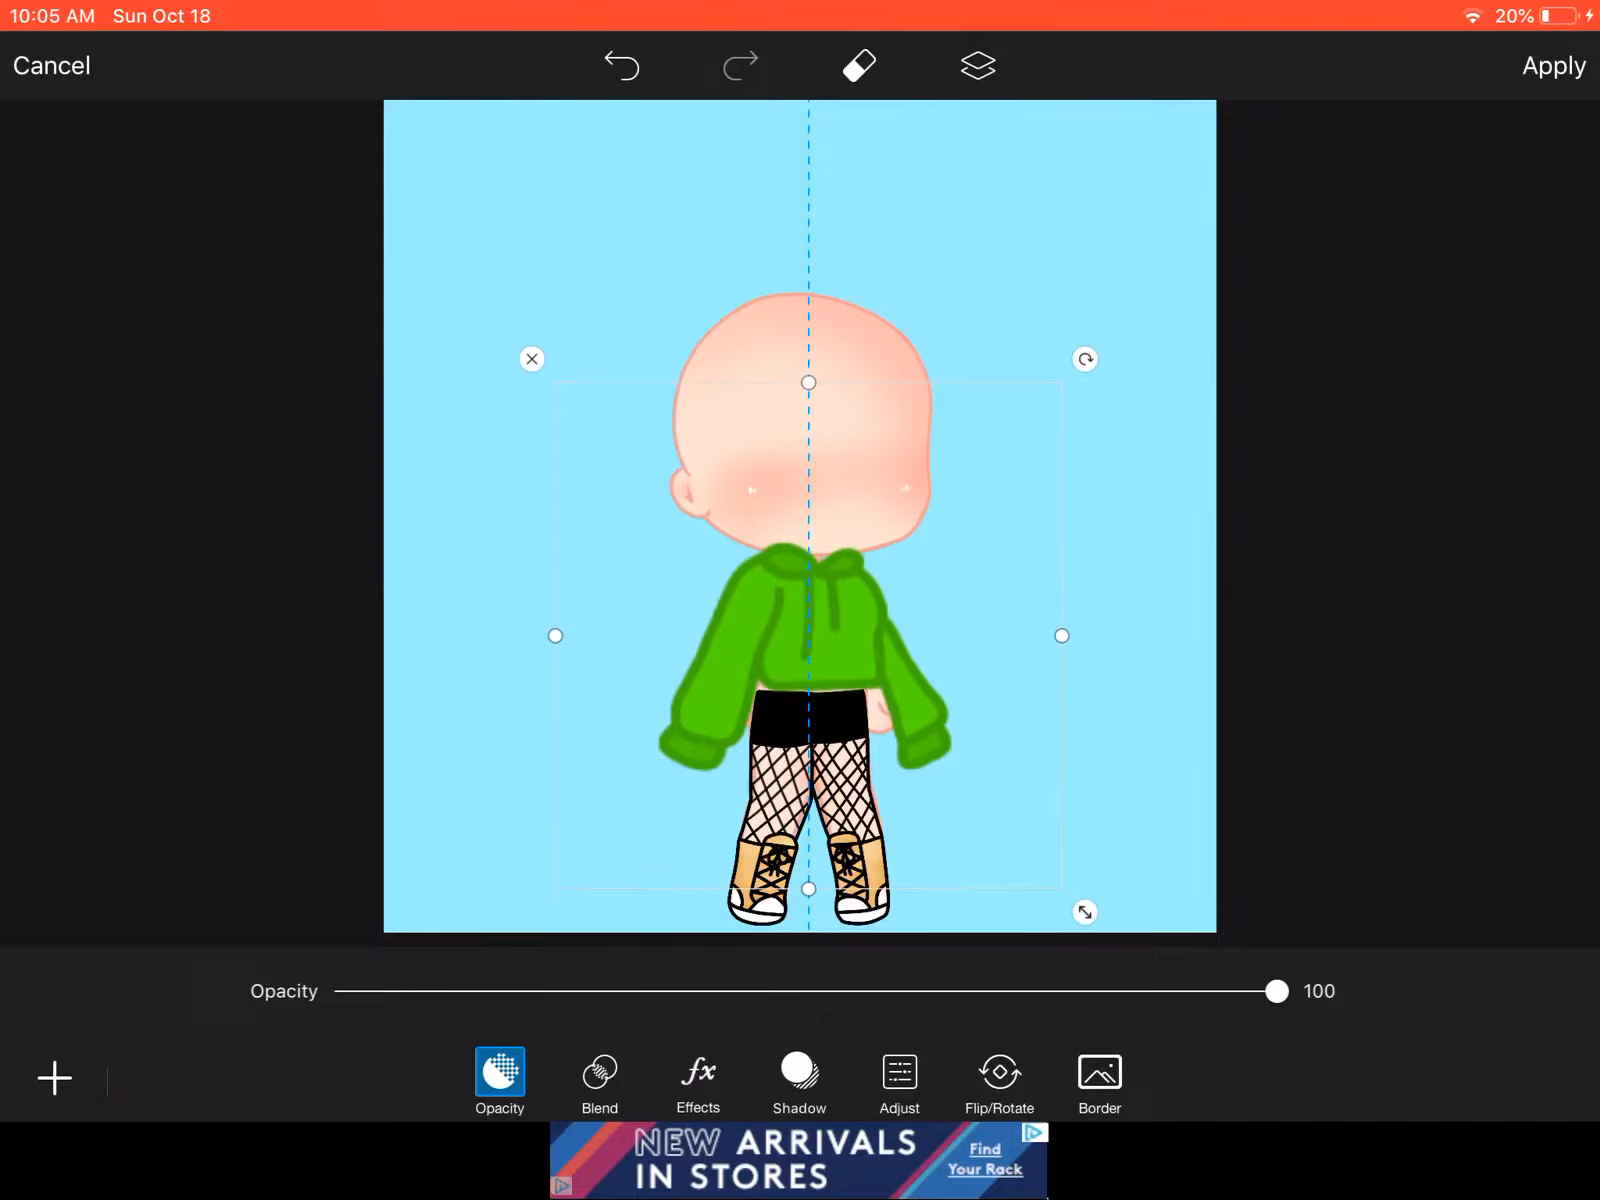 10:05 AM Sun Oct 18 20%
Cancel Apply
Opacity 100
Opacity Blend Effects Shadow Adjust Flip/Rotate Border
NEW ARRIVALS
IN STORES
Find
Your Rack